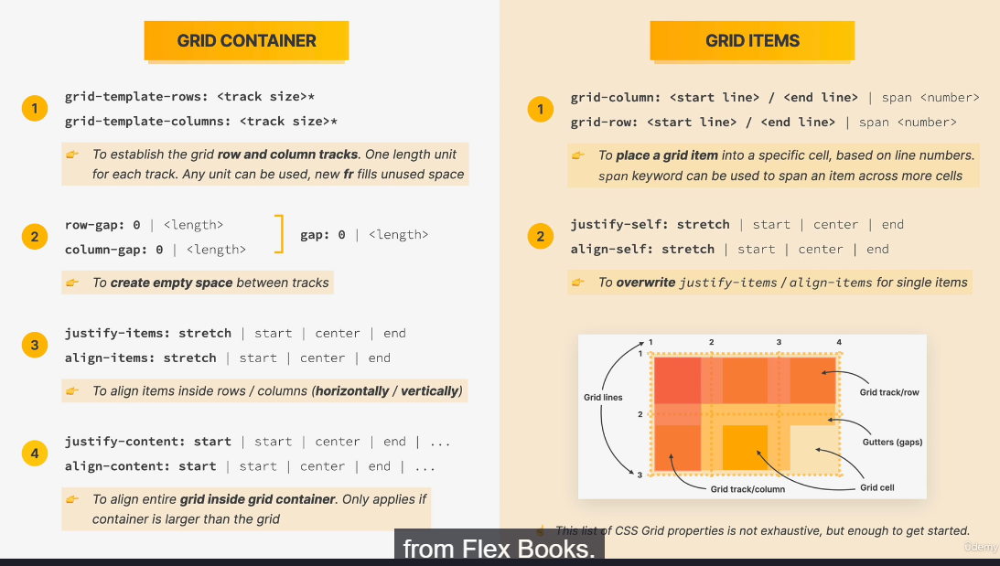 GRID CONTAINER
1
grid-template-rows: <track size>*
grid-template-columns: <track size>*
To establish the grid row and column tracks. One length unit
for each track. Any unit can be used, new fr fills unused space
2
row-gap: 0 | <length>
column-gap: 0 | <length>
gap: 0 | <length>
To create empty space between tracks
3
justify-items: stretch | start | center | end
align-items: stretch | start | center | end
To align items inside rows / columns (horizontally / vertically)
4
justify-content: start | start | center | end | ...
align-content: start | start | center | end | ...
To align entire grid inside grid container. Only applies if
container is larger than the grid
GRID ITEMS
1
grid-column: <start line> / <end line> | span <number>
grid-row: <start line> / <end line> | span <number>
To place a grid item into a specific cell, based on line numbers.
span keyword can be used to span an item across more cells
2
justify-self: stretch | start | center | end
align-self: stretch | start | center | end
To overwrite justify-items / align-items for single items
1 2 3 4
1
Grid track/row
Grid lines
2
Gutters (gaps)
3
Grid track/column
Grid cell
This list of CSS Grid properties is not exhaustive, but enough to get started.
from Flex Books.
ûdemy